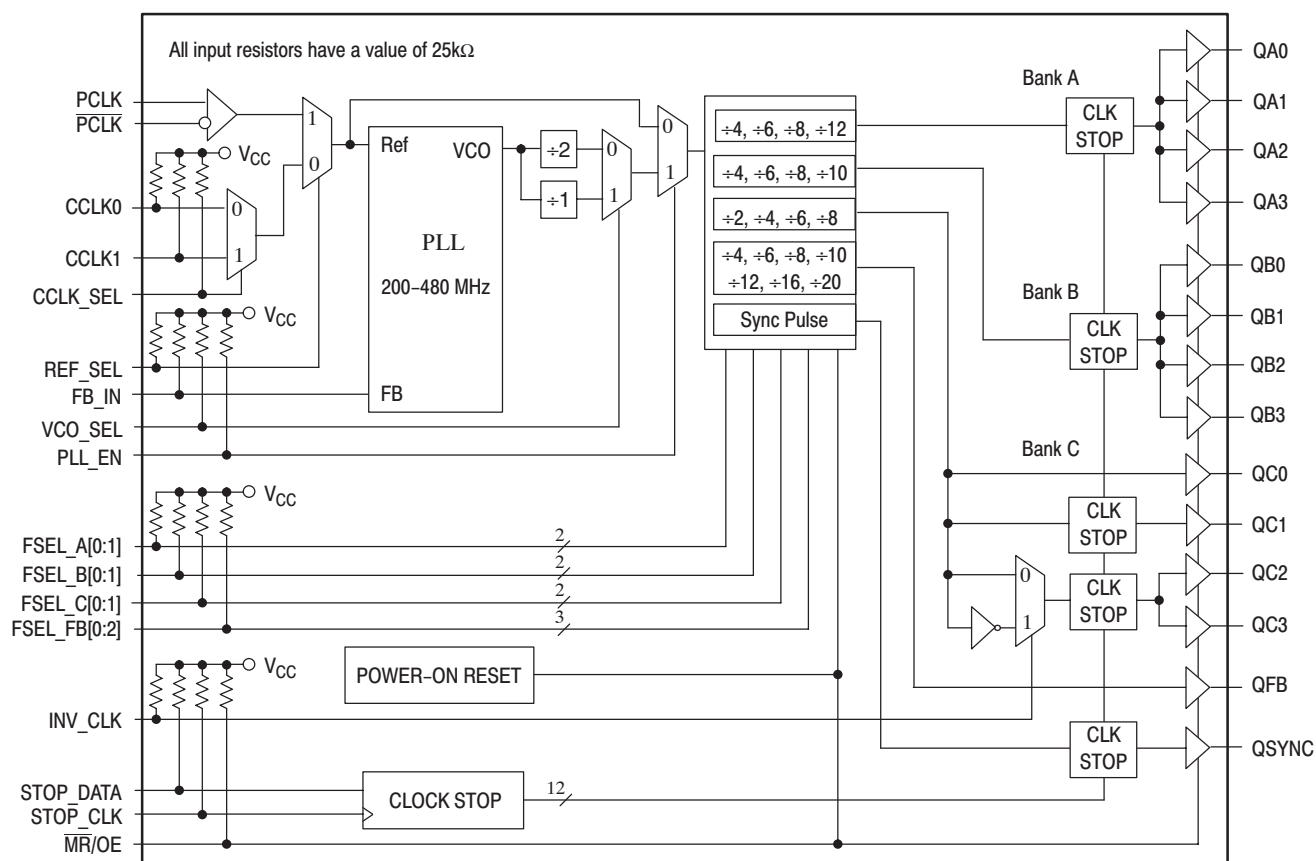 All input resistors have a value of 25kΩ
PCLK
PCLK
VCC
CCLK0
CCLK1
CCLK_SEL
VCC
REF_SEL
FB_IN
VCO_SEL
PLL_EN
VCC
FSEL_A[0:1]
FSEL_B[0:1]
FSEL_C[0:1]
FSEL_FB[0:2]
VCC
INV_CLK
STOP_DATA
STOP_CLK
MR/OE
1
0
0
1
Ref
VCO
PLL
200–480 MHz
FB
÷2
÷1
0
1
0
1
÷4, ÷6, ÷8, ÷12
÷4, ÷6, ÷8, ÷10
÷2, ÷4, ÷6, ÷8
÷4, ÷6, ÷8, ÷10
÷12, ÷16, ÷20
Sync Pulse
2
2
2
3
POWER–ON RESET
CLOCK STOP
12
Bank A
CLK
STOP
Bank B
CLK
STOP
Bank C
CLK
STOP
0
1
CLK
STOP
CLK
STOP
QA0
QA1
QA2
QA3
QB0
QB1
QB2
QB3
QC0
QC1
QC2
QC3
QFB
QSYNC